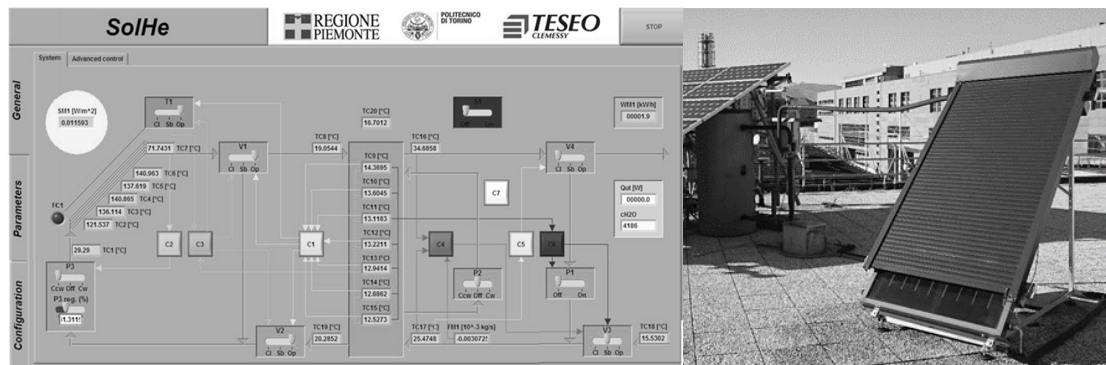 SolHe
REGIONE
PIEMONTE
POLITECNICO
DI TORINO
TESEO
CLEMESSY
STOP
General
Parameters
Configuration
System
Advanced control
SM1 [W/m^2]
0.011593
T1
Cl Sb Op
71.7431 TC7 [°C]
140.963 TC6 [°C]
137.619 TC5 [°C]
140.865 TC4 [°C]
136.114 TC3 [°C]
121.537 TC2 [°C]
FC1
29.29 TC1 [°C]
P3
Ccw Off Cw
P3 reg. (%)
V1
Cl Sb Op
C2
C3
C1
V2
Cl Sb Op
TC8 [°C]
19.0544
TC20 [°C]
16.7012
TC9 [°C]
14.3695
TC10 [°C]
13.6045
TC11 [°C]
13.1183
TC12 [°C]
13.2211
TC13 [°C]
12.9414
TC14 [°C]
12.6862
TC15 [°C]
12.5273
TC19 [°C]
20.2852
TC16 [°C]
34.6858
TC17 [°C]
25.4748
FM1 [10^-3 kg/s]
-0.0030725
C4
C5
C7
P2
Ccw Off Cw
P1
Off On
V4
Cl Sb Op
V3
Cl Sb Op
TC18 [°C]
15.5302
WM1 [kWh]
00001.9
Qut [W]
00000.0
cH2O
4186